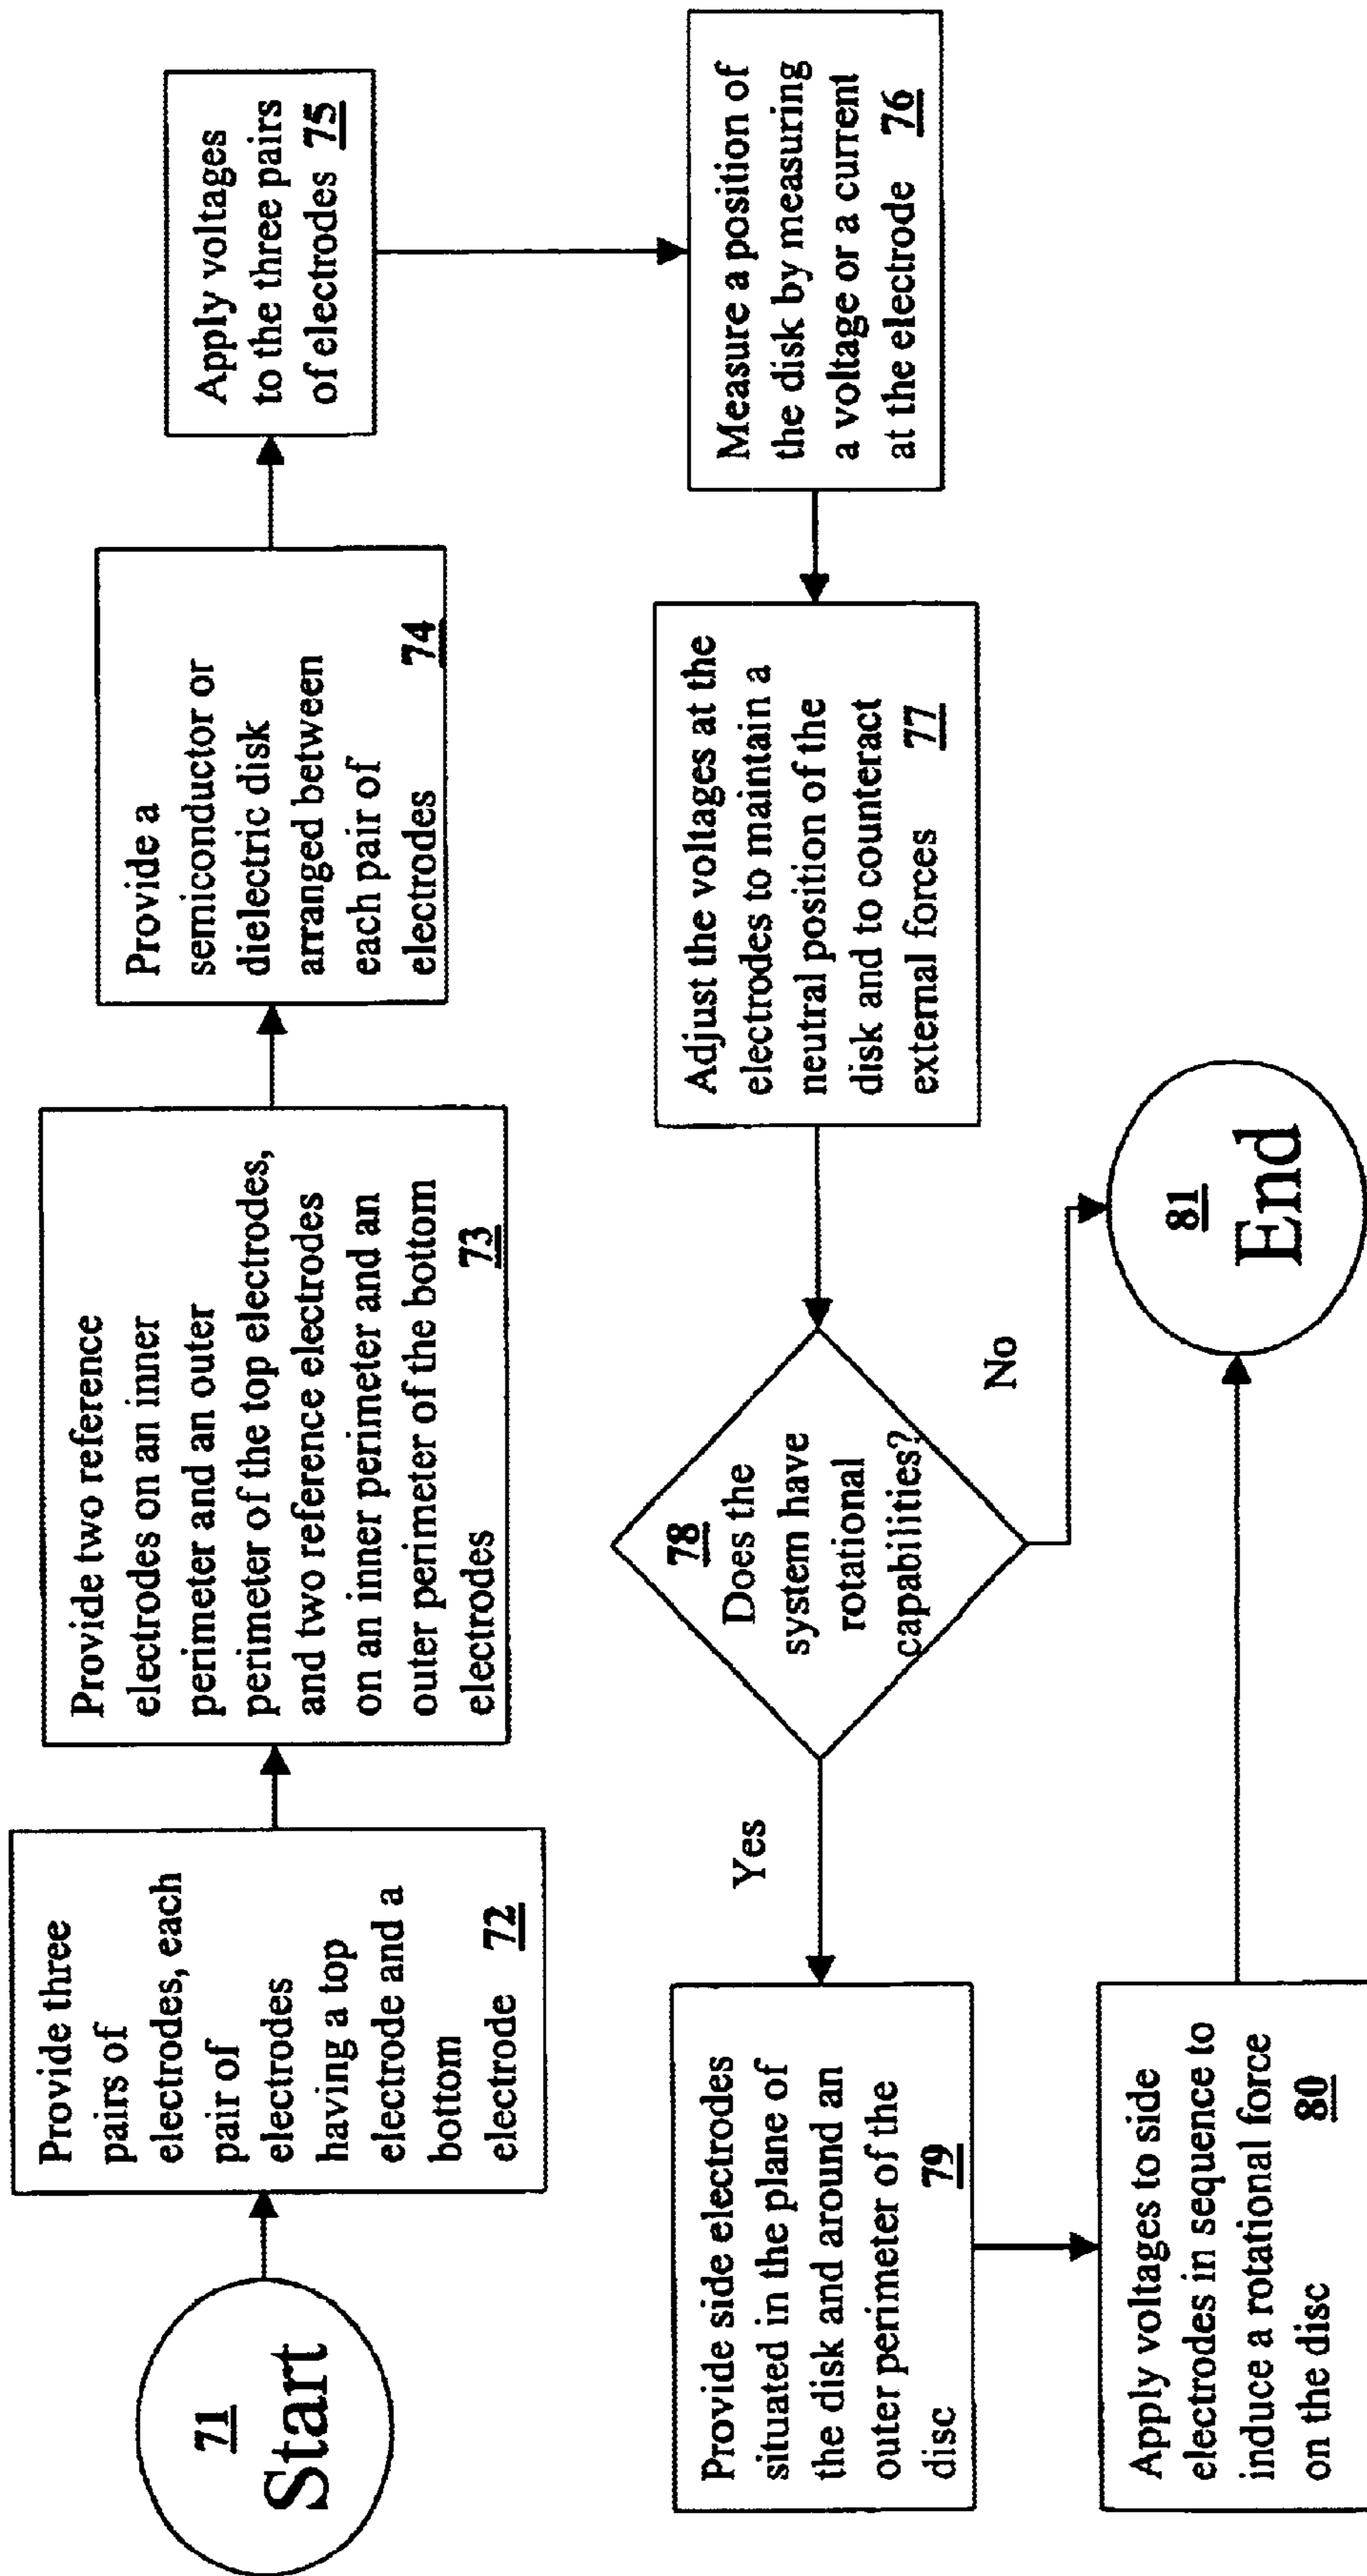 71
Start
Provide three
pairs of
electrodes, each
pair of
electrodes
having a top
electrode and a
bottom
electrode 72
Provide two reference
electrodes on an inner
perimeter and an outer
perimeter of the top electrodes,
and two reference electrodes
on an inner perimeter and an
outer perimeter of the bottom
electrodes 73
Provide a
semiconductor or
dielectric disk
arranged between
each pair of
electrodes 74
Apply voltages
to the three pairs
of electrodes 75
Measure a position of
the disk by measuring
a voltage or a current
at the electrode 76
Adjust the voltages at the
electrodes to maintain a
neutral position of the
disk and to counteract
external forces 77
78
Does the
system have
rotational
capabilities?
Yes
No
Provide side electrodes
situated in the plane of
the disk and around an
outer perimeter of the
disc 79
Apply voltages to side
electrodes in sequence to
induce a rotational force
on the disc 80
81
End